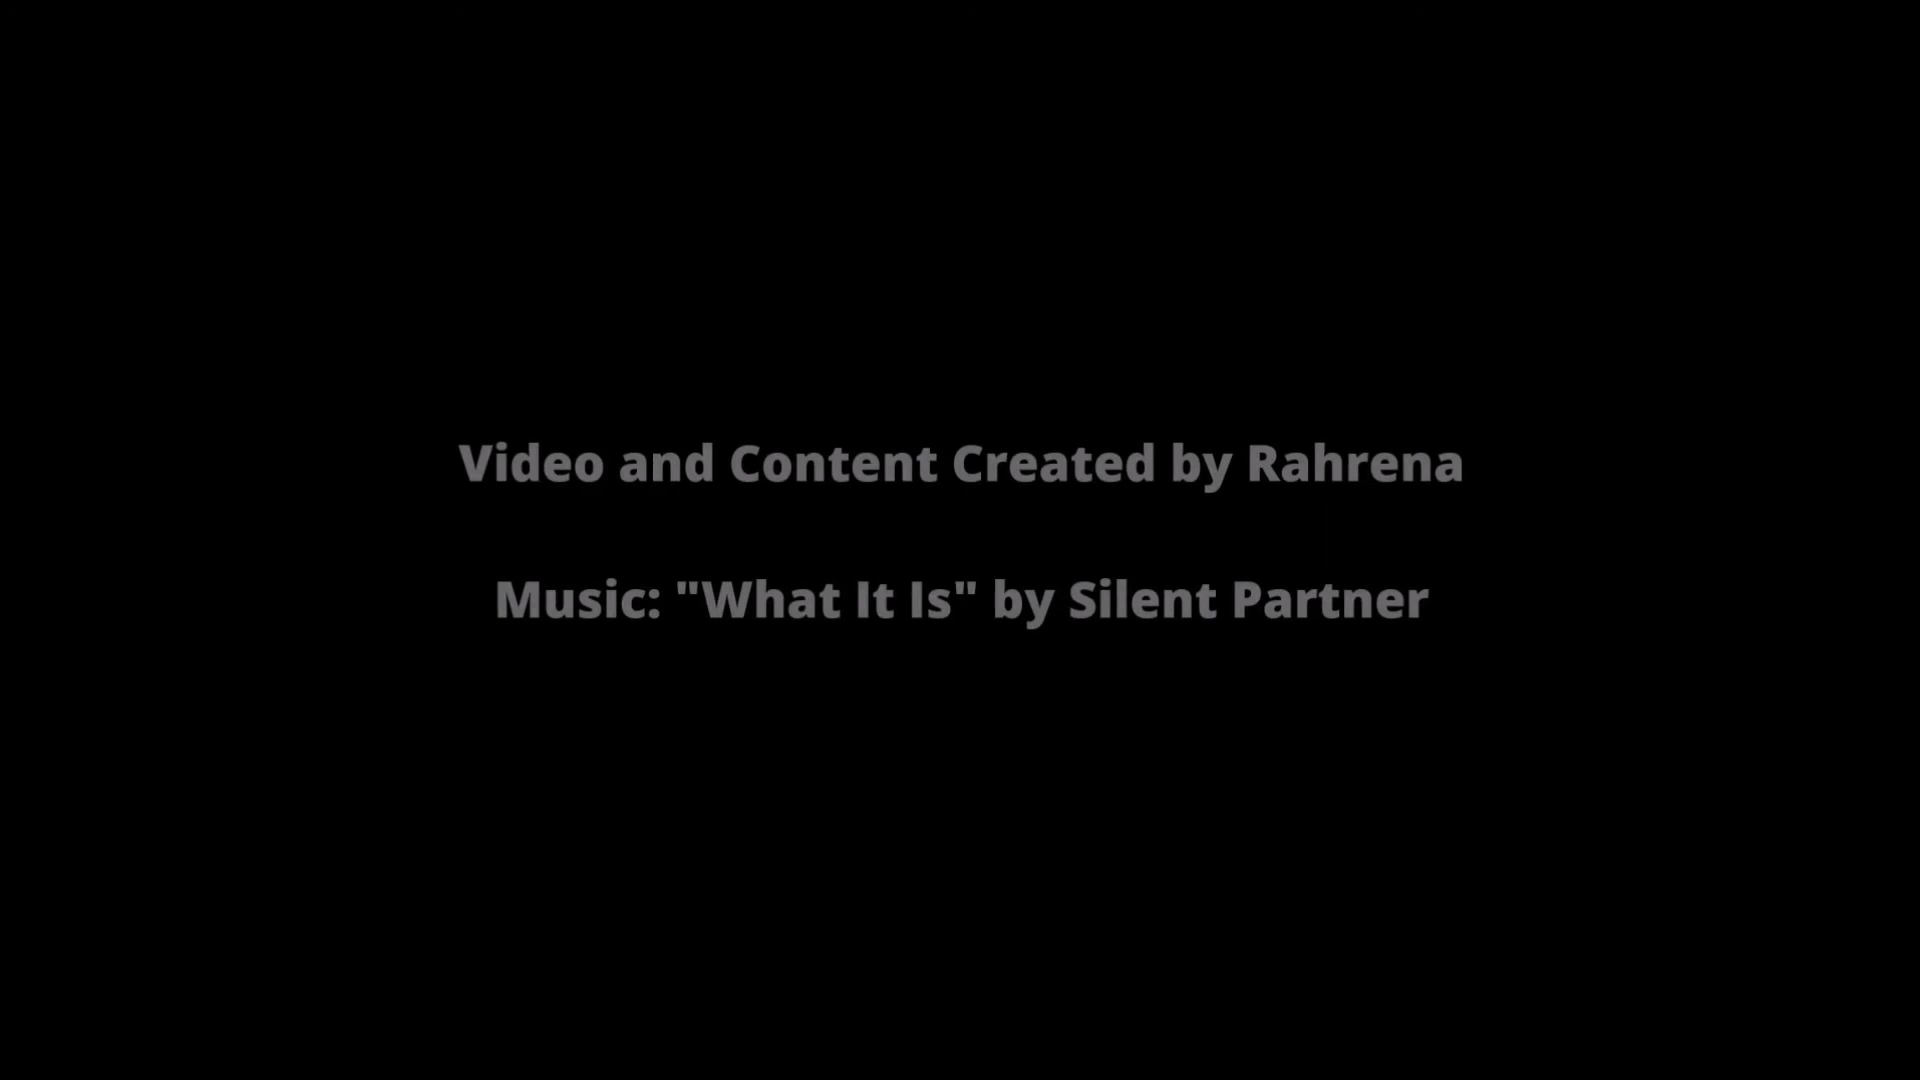 Video and Content Created by Rahrena
Music: "What It Is" by Silent Partner